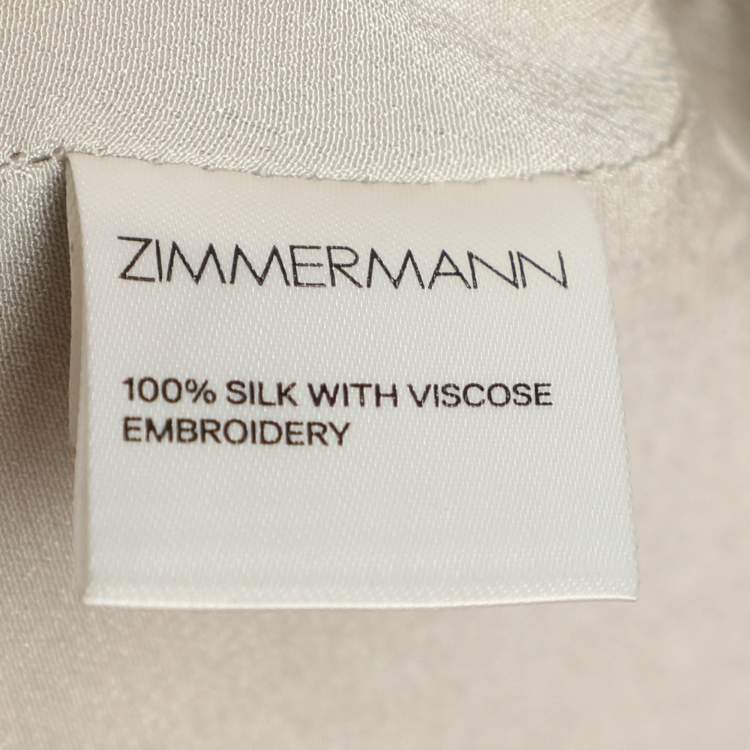 ZIMMERMANN
100% SILK WITH VISCOSE
EMBROIDERY